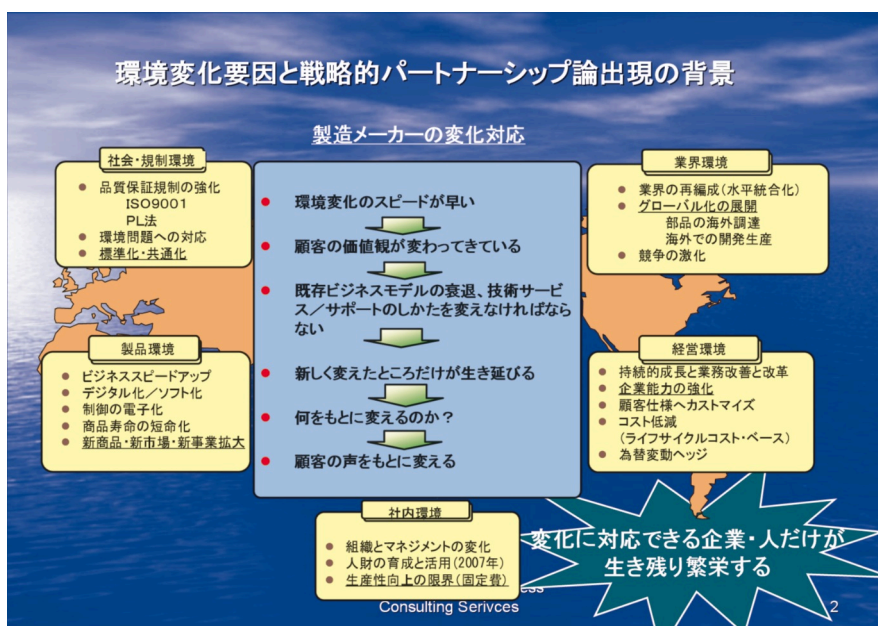 環境変化要因と戦略的パートナーシップ論出現の背景
製造メーカーの変化対応
社会・規制環境
● 品質保証規制の強化
ISO9001
PL法
● 環境問題への対応
● 標準化・共通化
製品環境
● ビジネススピードアップ
● デジタル化/ソフト化
● 制御の電子化
● 商品寿命の短命化
● 新商品・新市場・新事業拡大
● 環境変化のスピードが早い
● 顧客の価値観が変わってきている
● 既存ビジネスモデルの衰退、技術サービ
ス/サポートのしかたを変えなければなら
ない
● 新しく変えたところだけが生き延びる
● 何をもとに変えるのか?
● 顧客の声をもとに変える
業界環境
● 業界の再編成(水平統合化)
● グローバル化の展開
部品の海外調達
海外での開発生産
● 競争の激化
経営環境
● 持続的成長と業務改善と改革
● 企業能力の強化
● 顧客仕様へカストマイズ
● コスト低減
(ライフサイクルコスト・ベース)
● 為替変動ヘッジ
社内環境
● 組織とマネジメントの変化
● 人財の育成と活用(2007年)
● 生産性向上の限界(固定費)
変化に対応できる企業・人だけが
生き残り繁栄する
Consulting Serivces
2